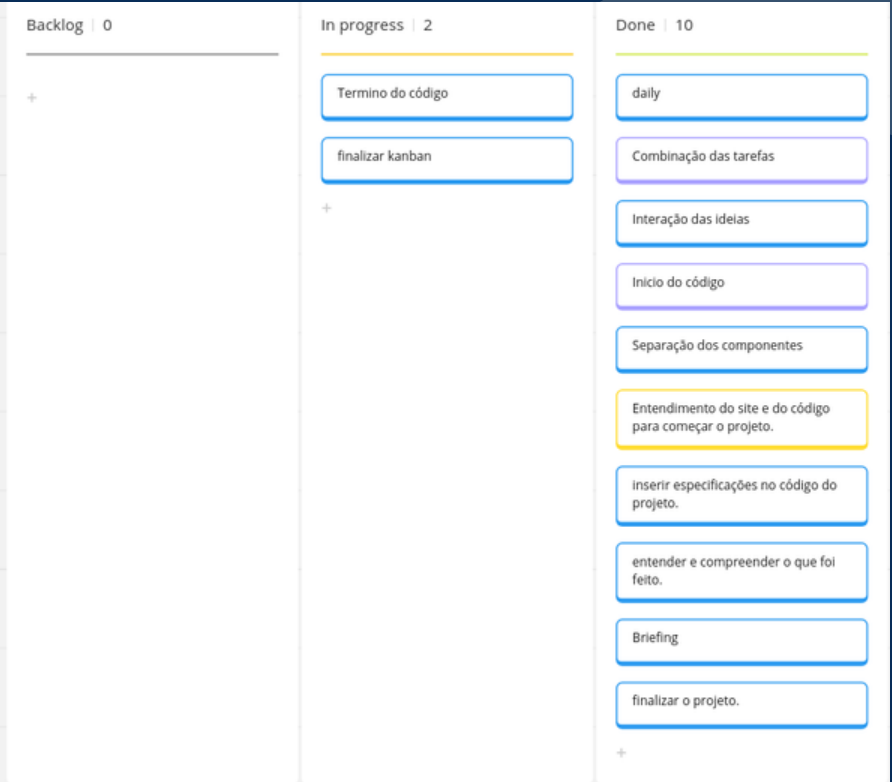 Backlog | 0
+
In progress | 2
Termino do código
finalizar kanban
+
Done | 10
daily
Combinação das tarefas
Interação das ideias
Inicio do código
Separação dos componentes
Entendimento do site e do código
para começar o projeto.
inserir especificações no código do
projeto.
entender e compreender o que foi
feito.
Briefing
finalizar o projeto.
+